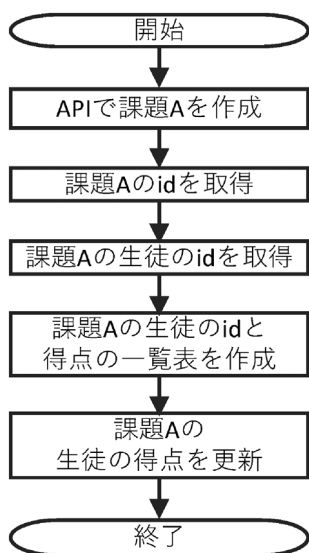 開始
APIで課題Aを作成
課題Aのidを取得
課題Aの生徒のidを取得
課題Aの生徒のidと
得点の一覧表を作成
課題Aの
生徒の得点を更新
終了